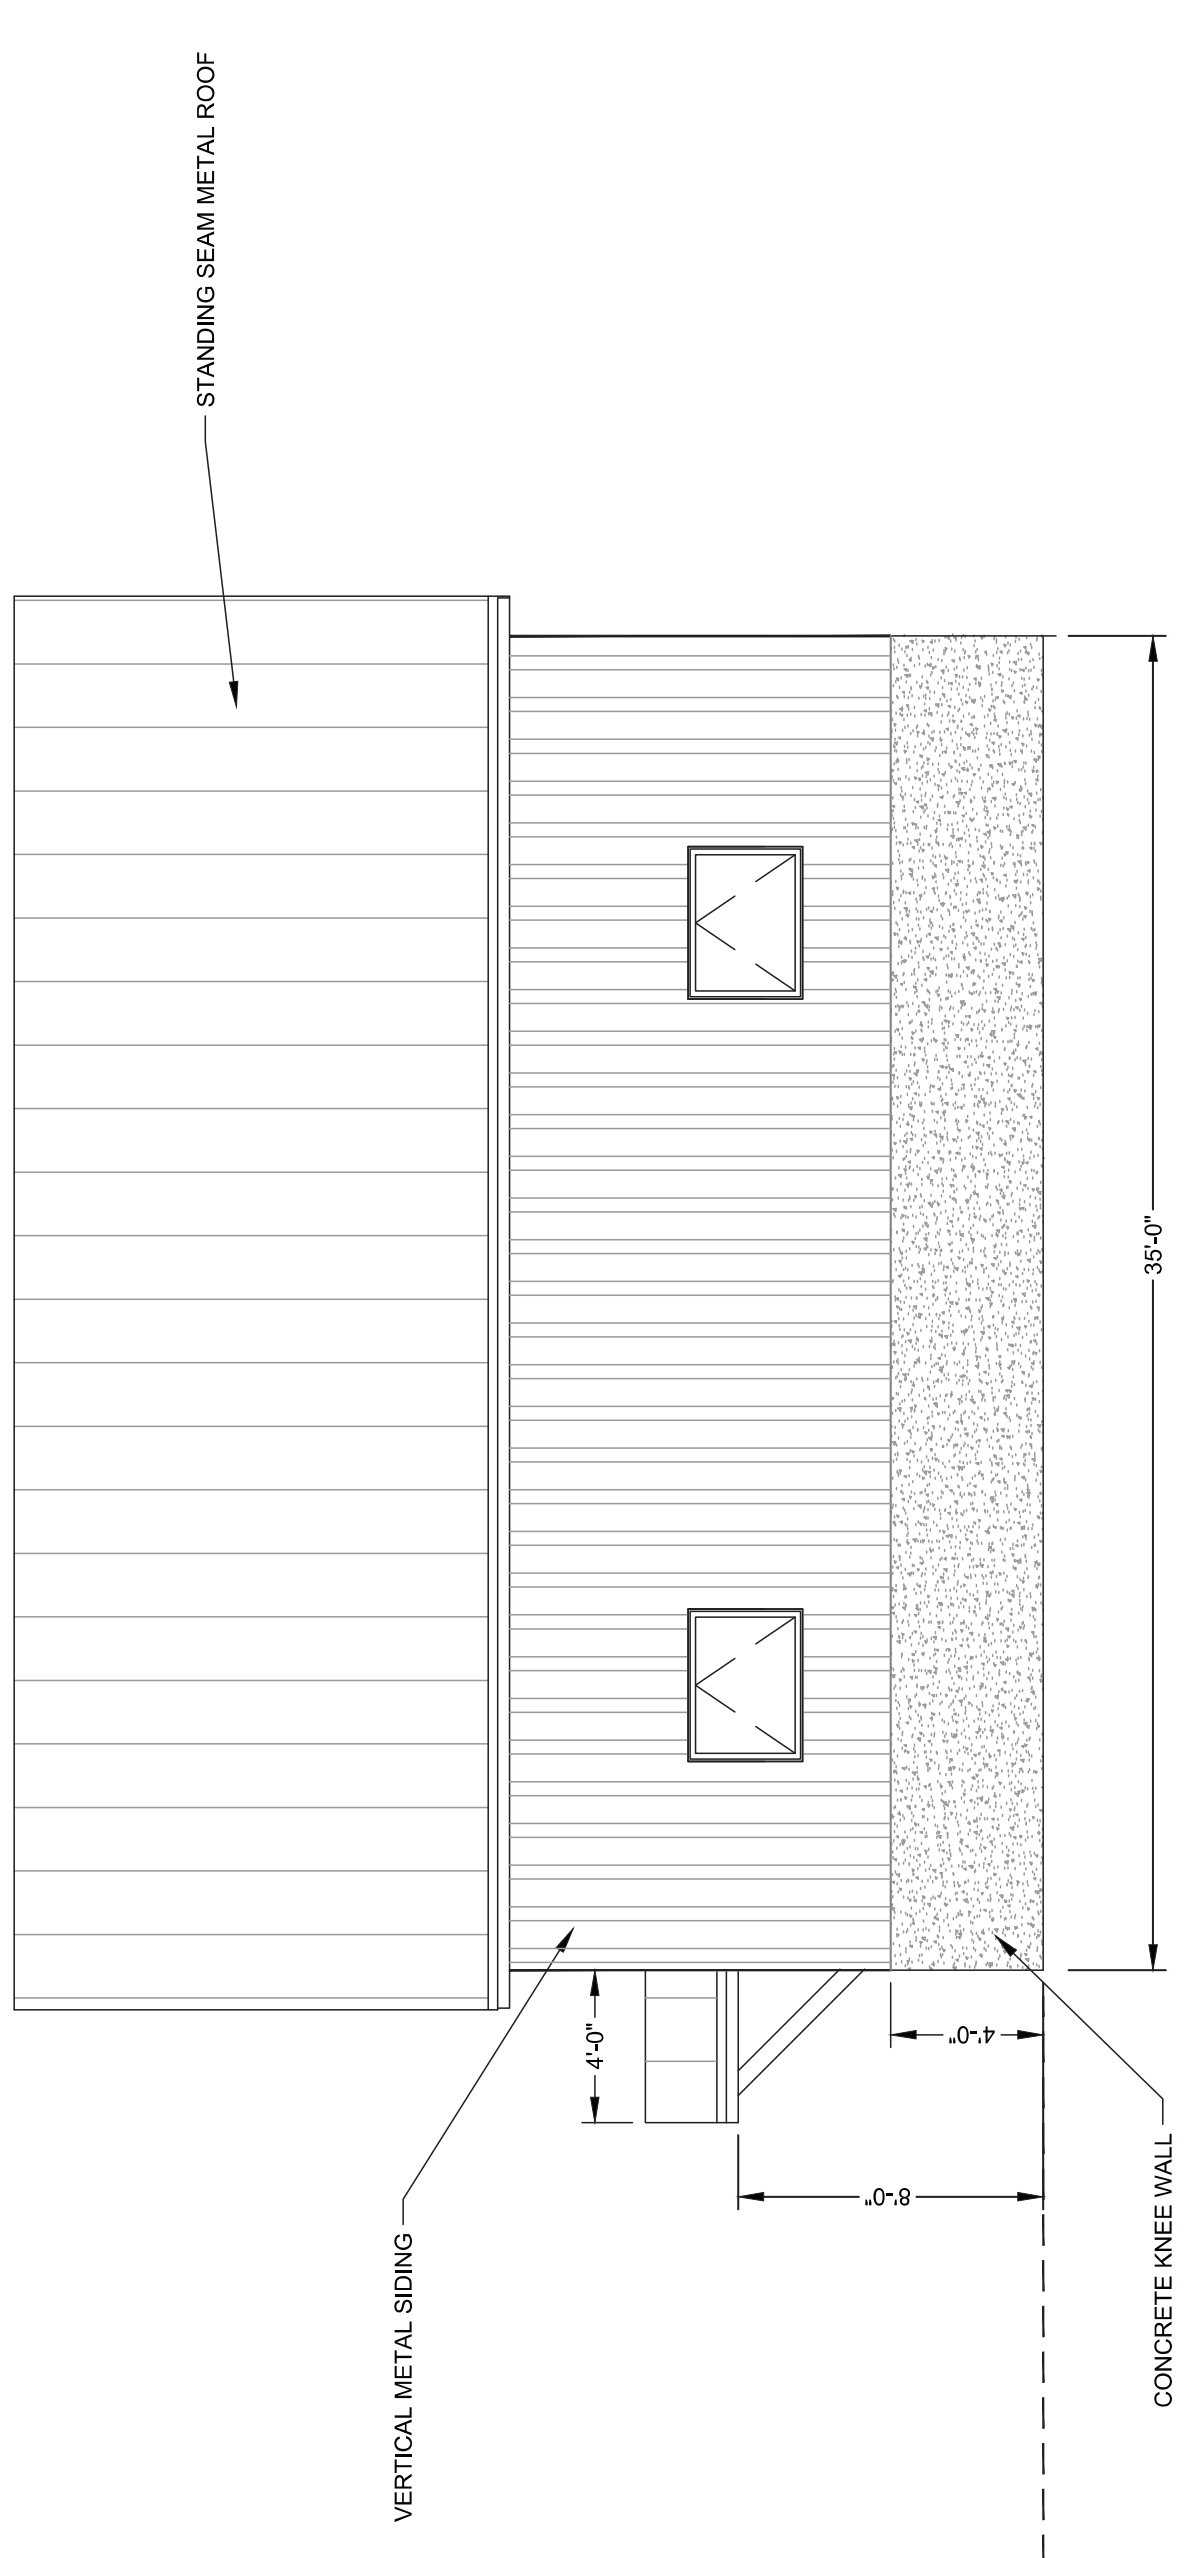 STANDING SEAM METAL ROOF
35'-0"
4'-0"
4'-0"
8'-0"
VERTICAL METAL SIDING
CONCRETE KNEE WALL